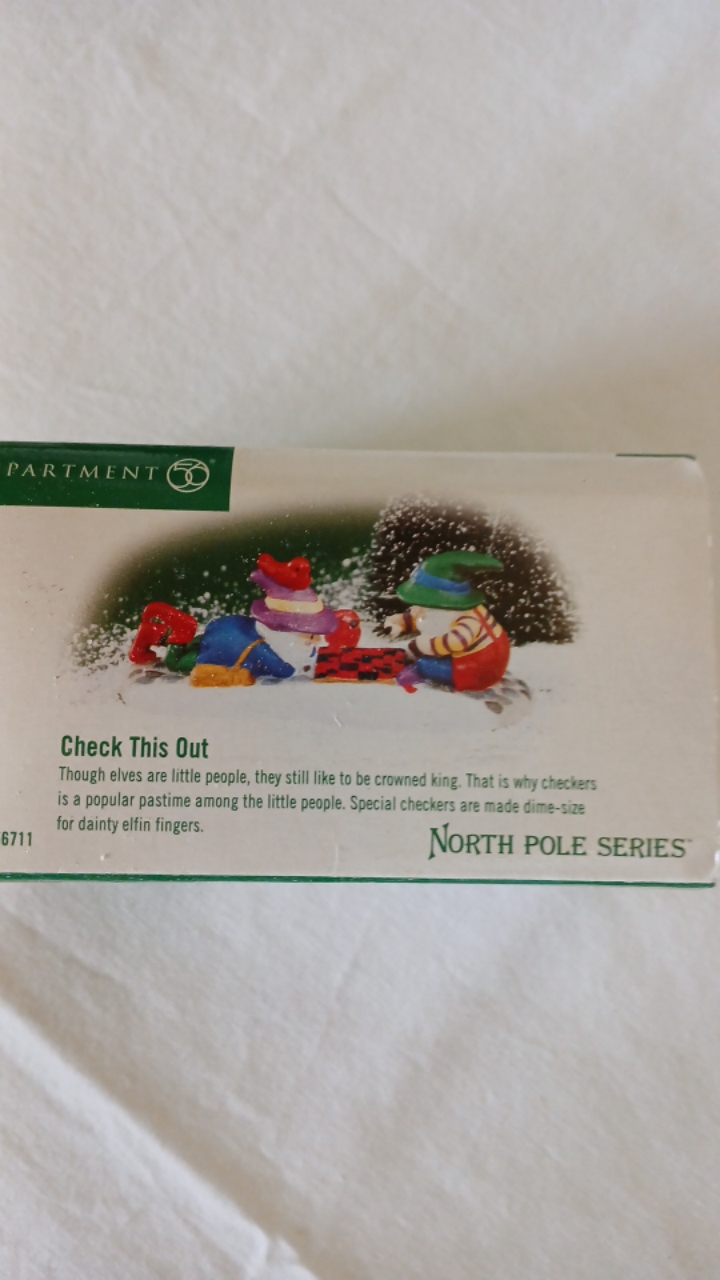 PARTMENT 56
Check This Out
Though elves are little people, they still like to be crowned king. That is why checkers
is a popular pastime among the little people. Special checkers are made dime-size
for dainty elfin fingers.
6711
NORTH POLE SERIES™